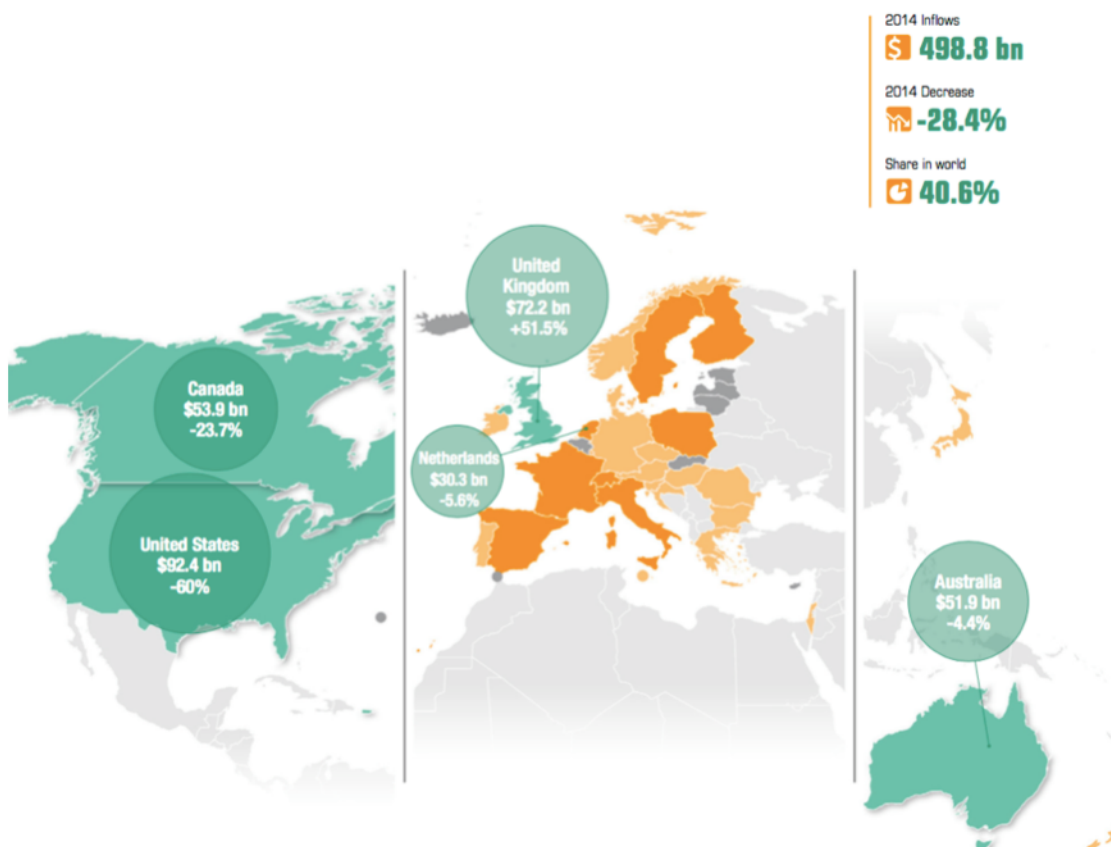 2014 Inflows
$ 498.8 bn
2014 Decrease
-28.4%
Share in world
40.6%
United
Kingdom
$72.2 bn
+51.5%
Canada
$53.9 bn
-23.7%
Netherlands
$30.3 bn
-5.6%
United States
$92.4 bn
-60%
Australia
$51.9 bn
-4.4%